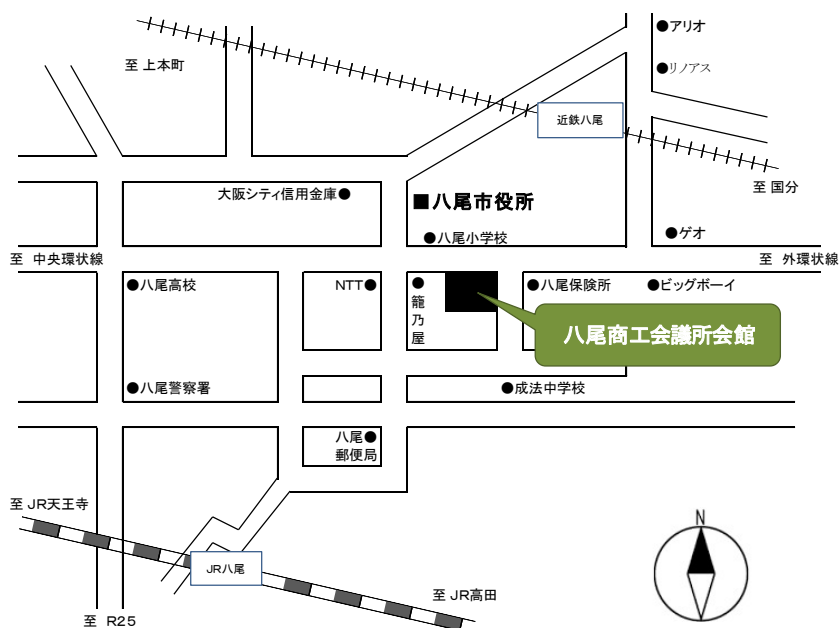 ●アリオ
至 上本町
●リノアス
近鉄八尾
至 国分
大阪シティ信用金庫●
■八尾市役所
●八尾小学校
●ゲオ
至 中央環状線
至 外環状線
●八尾高校
NTT●
●籠乃屋
●八尾保険所
●ビッグボーイ
八尾商工会議所会館
●八尾警察署
●成法中学校
八尾●
郵便局
至 JR天王寺
N
JR八尾
至 JR高田
至 R25